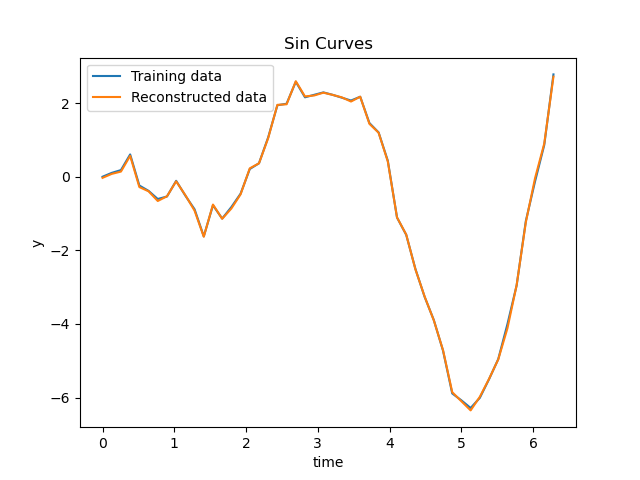 Sin Curves
Training data
Reconstructed data
2
0
−2
−4
−6
y
0 1 2 3 4 5 6
time